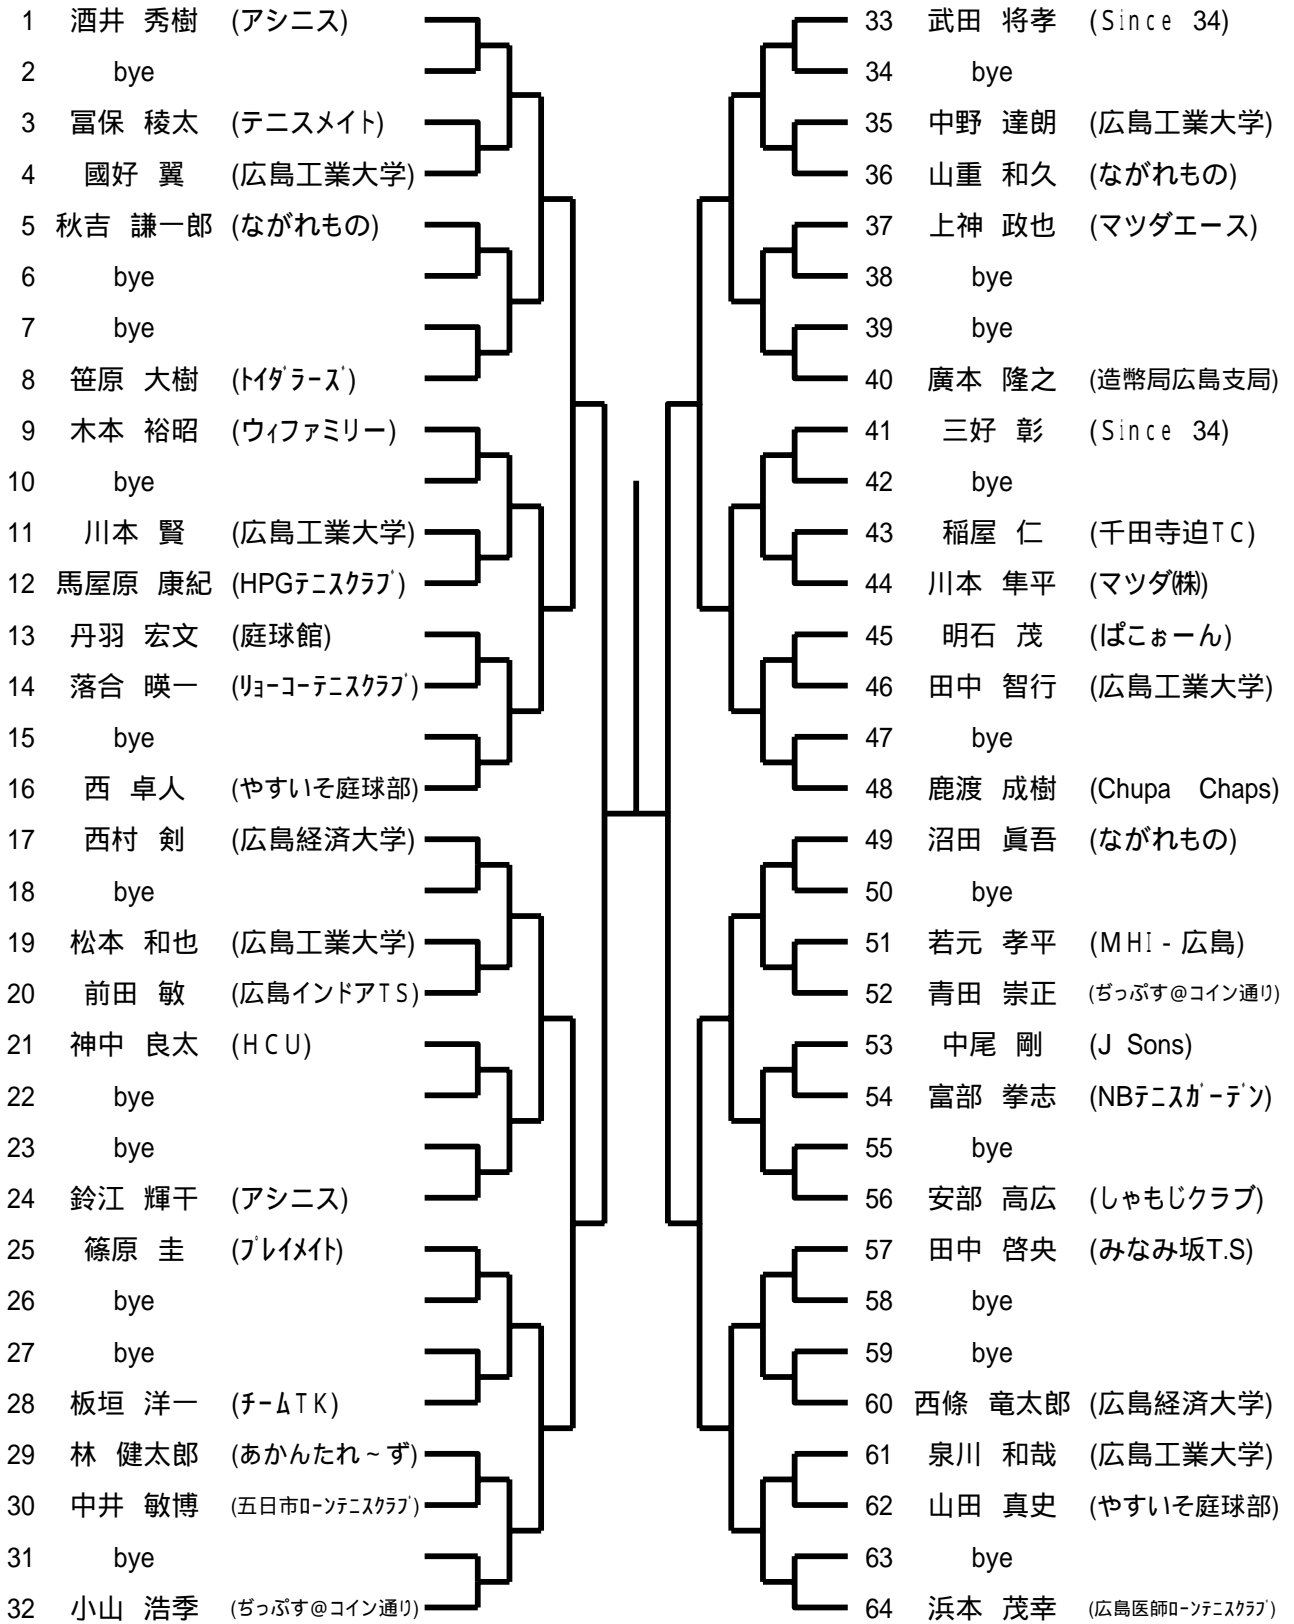 1 酒井 秀樹 (アシニス)
2 bye
3 冨保 稜太 (テニスメイト)
4 國好 翼 (広島工業大学)
5 秋吉 謙一郎 (ながれもの)
6 bye
7 bye
8 笹原 大樹 (ﾄｲﾀﾞﾗｰｽﾞ)
9 木本 裕昭 (ウィファミリー)
10 bye
11 川本 賢 (広島工業大学)
12 馬屋原 康紀 (HPGﾃﾆｽｸﾗﾌﾞ)
13 丹羽 宏文 (庭球館)
14 落合 暎一 (ﾘｮｰｺｰﾃﾆｽｸﾗﾌﾞ)
15 bye
16 西 卓人 (やすいそ庭球部)
17 西村 剣 (広島経済大学)
18 bye
19 松本 和也 (広島工業大学)
20 前田 敏 (広島インドアTS)
21 神中 良太 (HCU)
22 bye
23 bye
24 鈴江 輝干 (アシニス)
25 篠原 圭 (ﾌﾟﾚｲﾒｲﾄ)
26 bye
27 bye
28 板垣 洋一 (ﾁｰﾑTK)
29 林 健太郎 (あかんたれ～ず)
30 中井 敏博 (五日市ﾛｰﾝﾃﾆｽｸﾗﾌﾞ)
31 bye
32 小山 浩季 (ぢっぷす@コイン通り)
33 武田 将孝 (Since 34)
34 bye
35 中野 達朗 (広島工業大学)
36 山重 和久 (ながれもの)
37 上神 政也 (マツダエース)
38 bye
39 bye
40 廣本 隆之 (造幣局広島支局)
41 三好 彰 (Since 34)
42 bye
43 稲屋 仁 (千田寺迫TC)
44 川本 隼平 (マツダ㈱)
45 明石 茂 (ぱこぉーん)
46 田中 智行 (広島工業大学)
47 bye
48 鹿渡 成樹 (Chupa Chaps)
49 沼田 眞吾 (ながれもの)
50 bye
51 若元 孝平 (MHI-広島)
52 青田 崇正 (ぢっぷす@コイン通り)
53 中尾 剛 (J Sons)
54 富部 拳志 (NBﾃﾆｽｶﾞｰﾃﾞﾝ)
55 bye
56 安部 高広 (しゃもじクラブ)
57 田中 啓央 (みなみ坂T.S)
58 bye
59 bye
60 西條 竜太郎 (広島経済大学)
61 泉川 和哉 (広島工業大学)
62 山田 真史 (やすいそ庭球部)
63 bye
64 浜本 茂幸 (広島医師ﾛｰﾝﾃﾆｽｸﾗﾌﾞ)